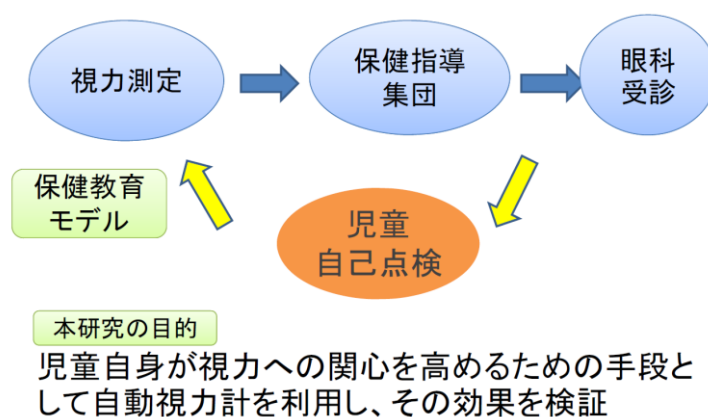 視力測定
保健指導
集団
眼科
受診
保健教育
モデル
児童
自己点検
本研究の目的
児童自身が視力への関心を高めるための手段と
して自動視力計を利用し、その効果を検証